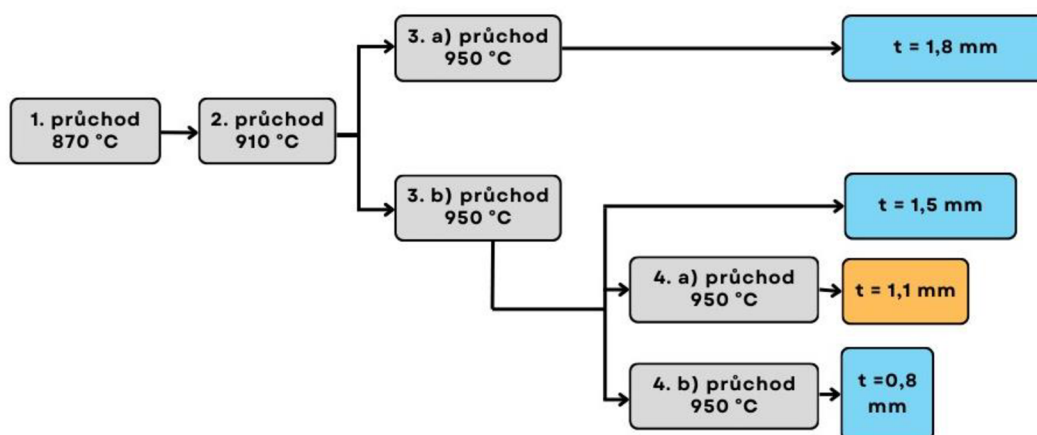 3. a) průchod
950 °C
t = 1,8 mm
1. průchod
870 °C
2. průchod
910 °C
3. b) průchod
950 °C
t = 1,5 mm
4. a) průchod
950 °C
t = 1,1 mm
4. b) průchod
950 °C
t =0,8
mm